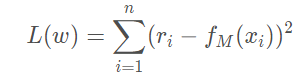 L(w) = \sum_{i=1}^{n} (r_i - f_M(x_i))^2